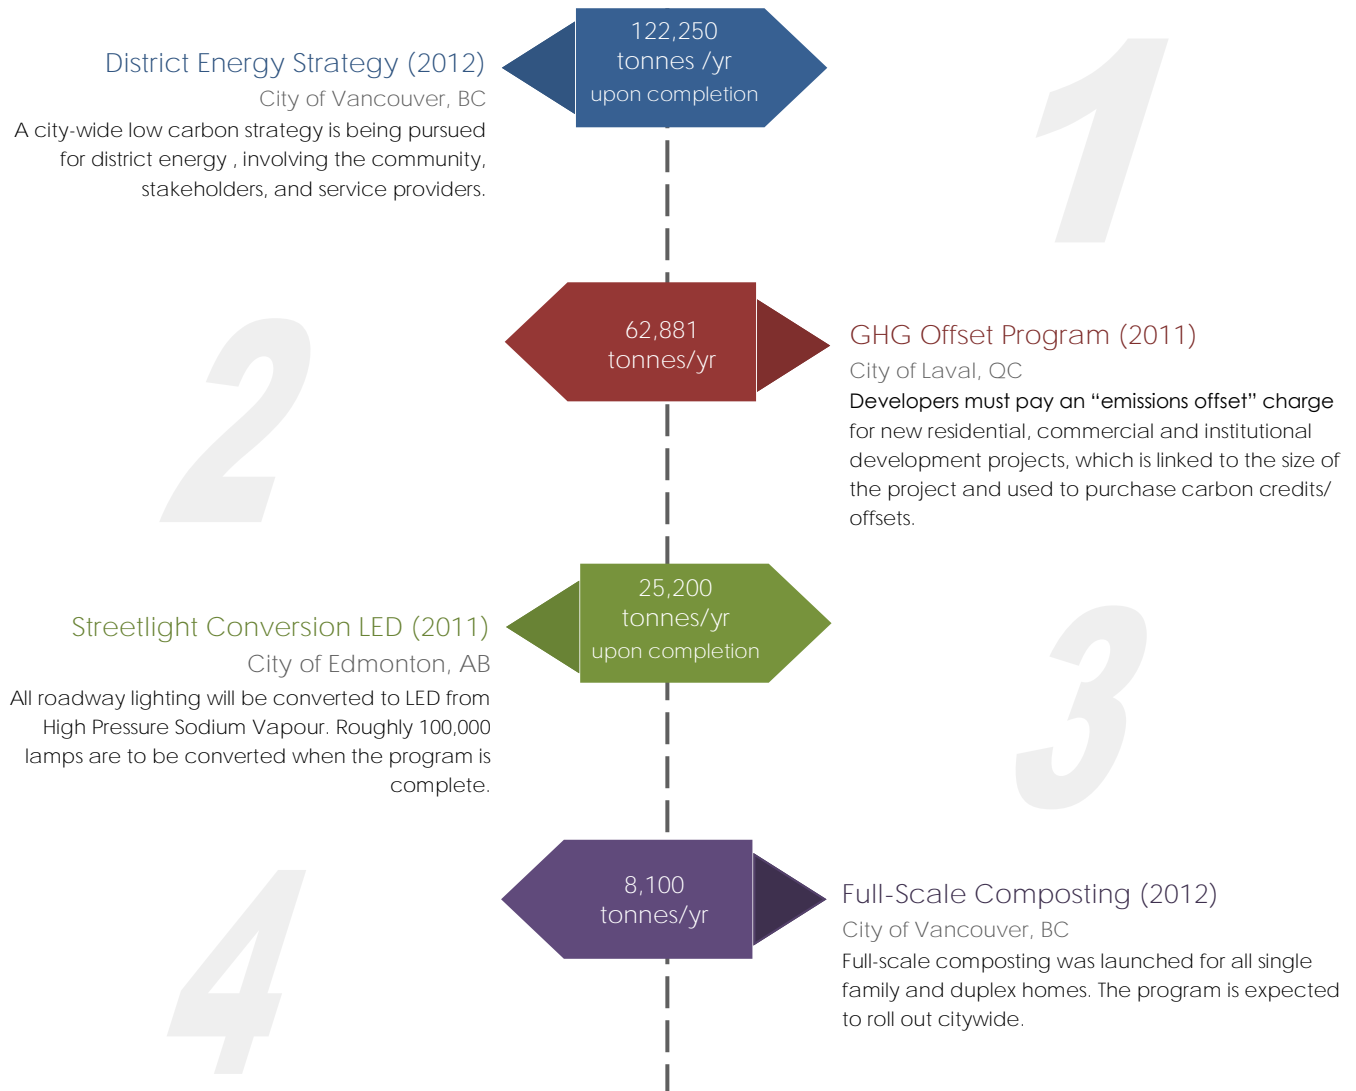 122,250
tonnes /yr
upon completion
District Energy Strategy (2012)
City of Vancouver, BC
A city-wide low carbon strategy is being pursued
for district energy , involving the community,
stakeholders, and service providers.
1
62,881
tonnes/yr
GHG Offset Program (2011)
City of Laval, QC
Developers must pay an “emissions offset” charge
for new residential, commercial and institutional
development projects, which is linked to the size of
the project and used to purchase carbon credits/
offsets.
2
25,200
tonnes/yr
upon completion
Streetlight Conversion LED (2011)
City of Edmonton, AB
All roadway lighting will be converted to LED from
High Pressure Sodium Vapour. Roughly 100,000
lamps are to be converted when the program is
complete.
3
8,100
tonnes/yr
Full-Scale Composting (2012)
City of Vancouver, BC
Full-scale composting was launched for all single
family and duplex homes. The program is expected
to roll out citywide.
4